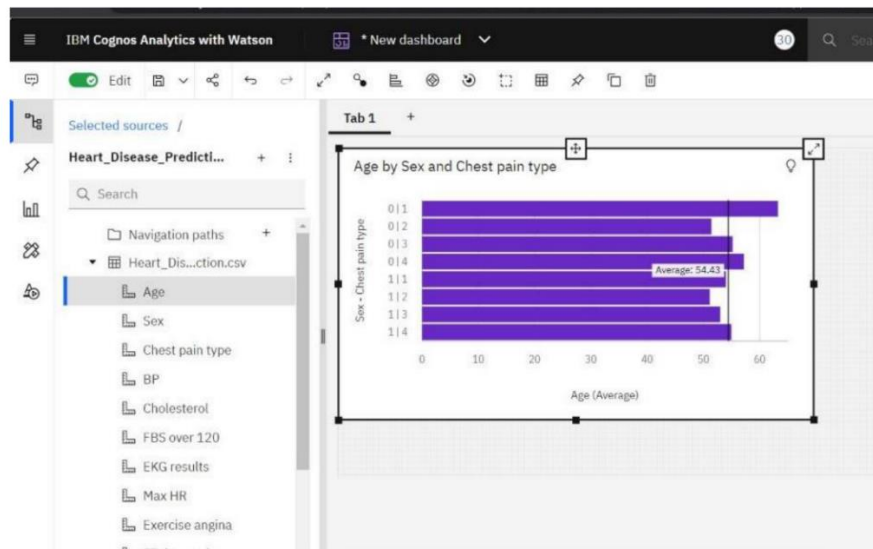 IBM Cognos Analytics with Watson
* New dashboard
30
Sea
Edit
Selected sources /
Heart_Disease_Predicti...
Search
Navigation paths
Heart_Dis...ction.csv
Age
Sex
Chest pain type
BP
Cholesterol
FBS over 120
EKG results
Max HR
Exercise angina
Tab 1 +
Age by Sex and Chest pain type
Sex - Chest pain type
0|1
0|2
0|3
0|4
1|1
1|2
1|3
1|4
Average: 54.43
0 10 20 30 40 50 60
Age (Average)